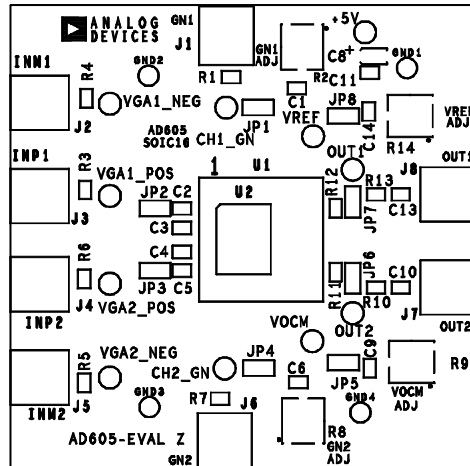 ANALOG
DEVICES
GN1
+5V
J1
GN1
ADJ
C8
+
GND1
INM1
R4
GND2
R1
R2
C11
VGA1_NEG
C1
JP8
VREF
ADJ
J2
AD605
SOIC16
CH1_GN
JP1
VREF
C14
R14
INP1
R3
VGA1_POS
1
U1
OUT1
J8
OUT1
JP2
C2
U2
R12
R13
J3
C3
JP7
C13
R6
C4
JP6
C10
J4
JP3
C5
R11
R10
J7
INP2
VGA2_POS
VOCM
OUT2
OUT2
R5
VGA2_NEG
CH2_GN
JP4
C9
R9
C6
JP5
INM2
J5
GND3
R7
J6
GND4
VOCM
ADJ
AD605-EVAL Z
GN2
R8
GN2
ADJ